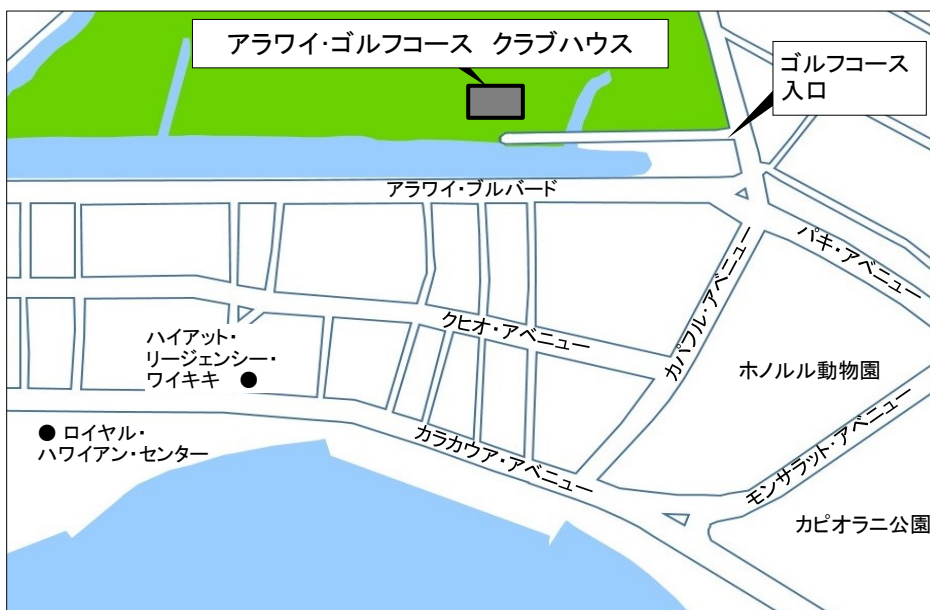 アラワイ・ゴルフコース クラブハウス
ゴルフコース
入口
アラワイ・ブルバード
パキ・アベニュー
カパフル・アベニュー
クヒオ・アベニュー
ハイアット・
リージェンシー・
ワイキキ
ホノルル動物園
ロイヤル・
ハワイアン・センター
カラカウア・アベニュー
モンサラット・アベニュー
カピオラニ公園